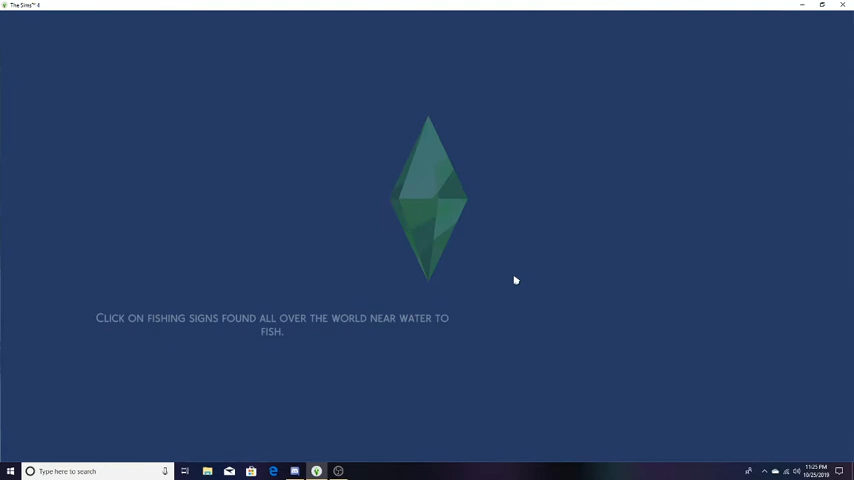 The Sims™ 4
CLICK ON FISHING SIGNS FOUND ALL OVER THE WORLD NEAR WATER TO
FISH.
Type here to search
11:25 PM
10/25/2019